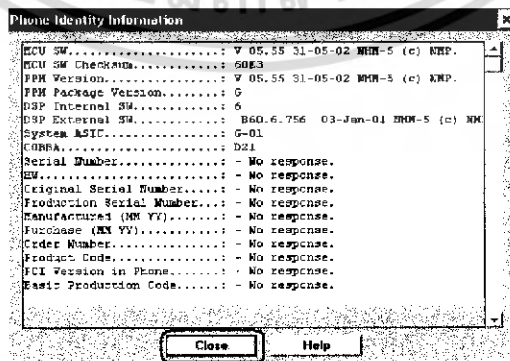 Phone Identity Information
MCU SW....................: V 05.55 31-05-02 NHM-5 (c) NMP.
MCU SW Checksum...........: 60E3
PPM Version...............: V 05.55 31-05-02 NHM-5 (c) NMP.
PPM Package Version.......: G
DSP Internal SW...........: 6
DSP External SW...........: B60.6.756 03-Jan-01 NHM-5 (c) NM
System ASIC...............: G-01
COBBA.....................: D21
Serial Number.............: - No response.
HW........................: - No response.
Original Serial Number....: - No response.
Production Serial Number..: - No response.
Manufactured (MM YY)......: - No response.
Purchase (MM YY)..........: - No response.
Order Number..............: - No response.
Product Code..............: - No response.
FCI Version in Phone......: - No response.
Basic Production Code.....: - No response.
Close Help